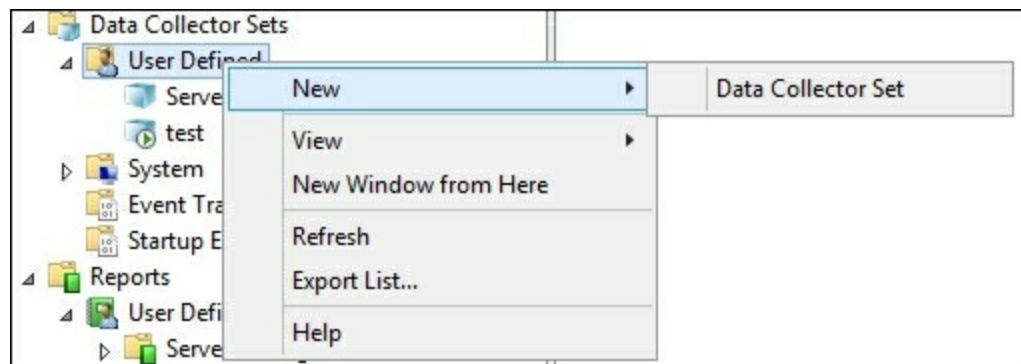 Data Collector Sets
User Defined
New
Data Collector Set
Serve
test
View
System
New Window from Here
Event Tra
Refresh
Startup E
Export List...
Reports
User Defi
Help
Serve